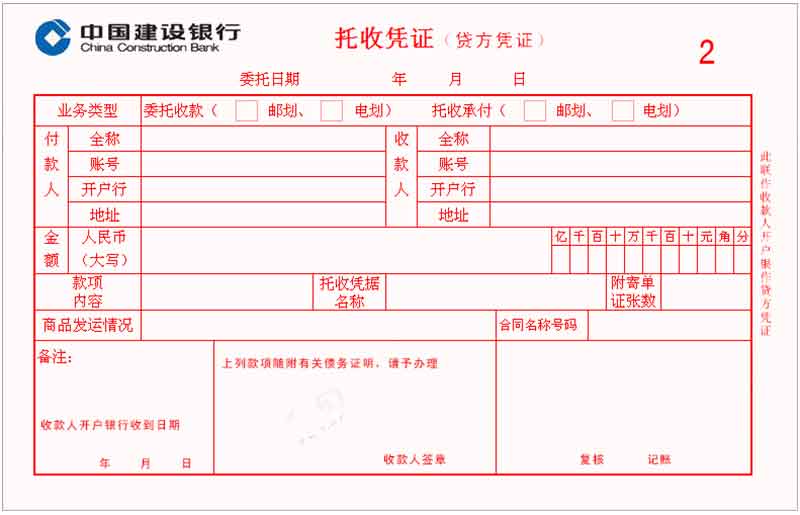 中国建设银行
China Construction Bank
托收凭证（贷方凭证）
2
委托日期 年 月 日
业务类型 委托收款（ 邮划、 电划） 托收承付（ 邮划、 电划）
付款人 全称 收款人 全称
账号 账号
开户行 开户行
地址 地址
金额 人民币（大写） 亿 千 百 十 万 千 百 十 元 角 分
款项内容 托收凭据名称 附寄单证张数
商品发运情况 合同名称号码
备注：
上列款项随附有关债务证明、请予办理
收款人开户银行收到日期
年 月 日
收款人签章
复核 记账
此联作收款人开户账作贷方凭证